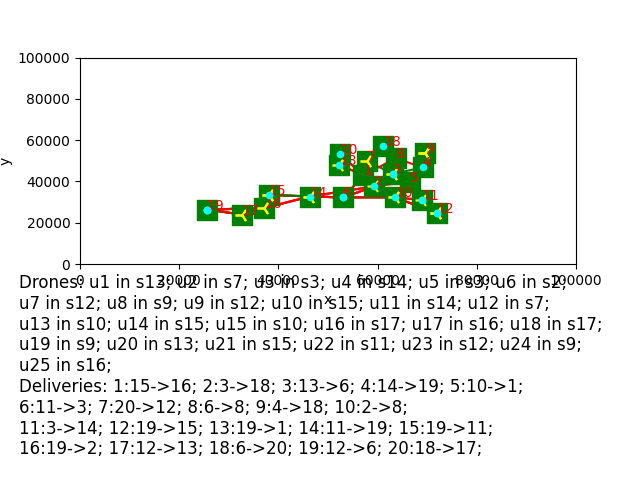 100000
80000
60000
40000
20000
0
y
0 20000 40000 60000 80000 100000
x
Drones: u1 in s13; u2 in s7; u3 in s3; u4 in s14; u5 in s3; u6 in s2;
u7 in s12; u8 in s9; u9 in s12; u10 in s15; u11 in s14; u12 in s7;
u13 in s10; u14 in s15; u15 in s10; u16 in s17; u17 in s16; u18 in s17;
u19 in s9; u20 in s13; u21 in s15; u22 in s11; u23 in s12; u24 in s9;
u25 in s16;
Deliveries: 1:15->16; 2:3->18; 3:13->6; 4:14->19; 5:10->1;
6:11->3; 7:20->12; 8:6->8; 9:4->18; 10:2->8;
11:3->14; 12:19->15; 13:19->1; 14:11->19; 15:19->11;
16:19->2; 17:12->13; 18:6->20; 19:12->6; 20:18->17;